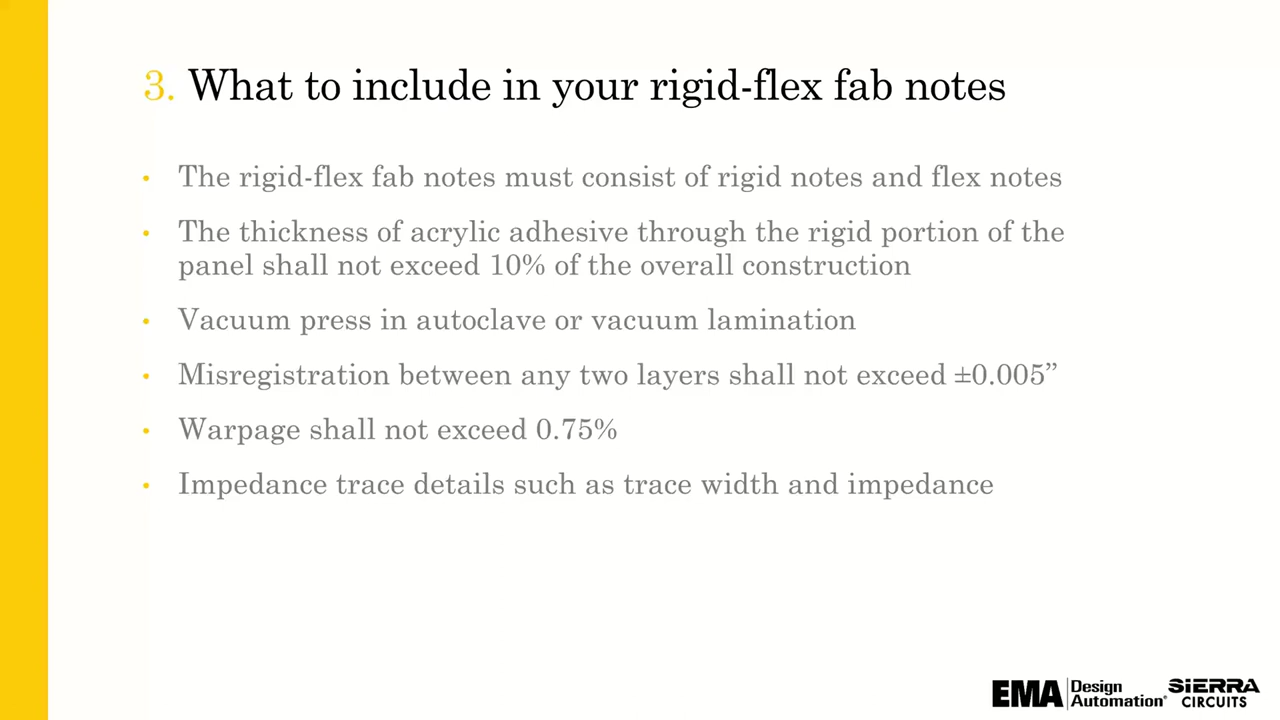 3. What to include in your rigid-flex fab notes
• The rigid-flex fab notes must consist of rigid notes and flex notes
• The thickness of acrylic adhesive through the rigid portion of the
panel shall not exceed 10% of the overall construction
• Vacuum press in autoclave or vacuum lamination
• Misregistration between any two layers shall not exceed ±0.005”
• Warpage shall not exceed 0.75%
• Impedance trace details such as trace width and impedance
EMA Design Automation®
SIERRA CIRCUITS